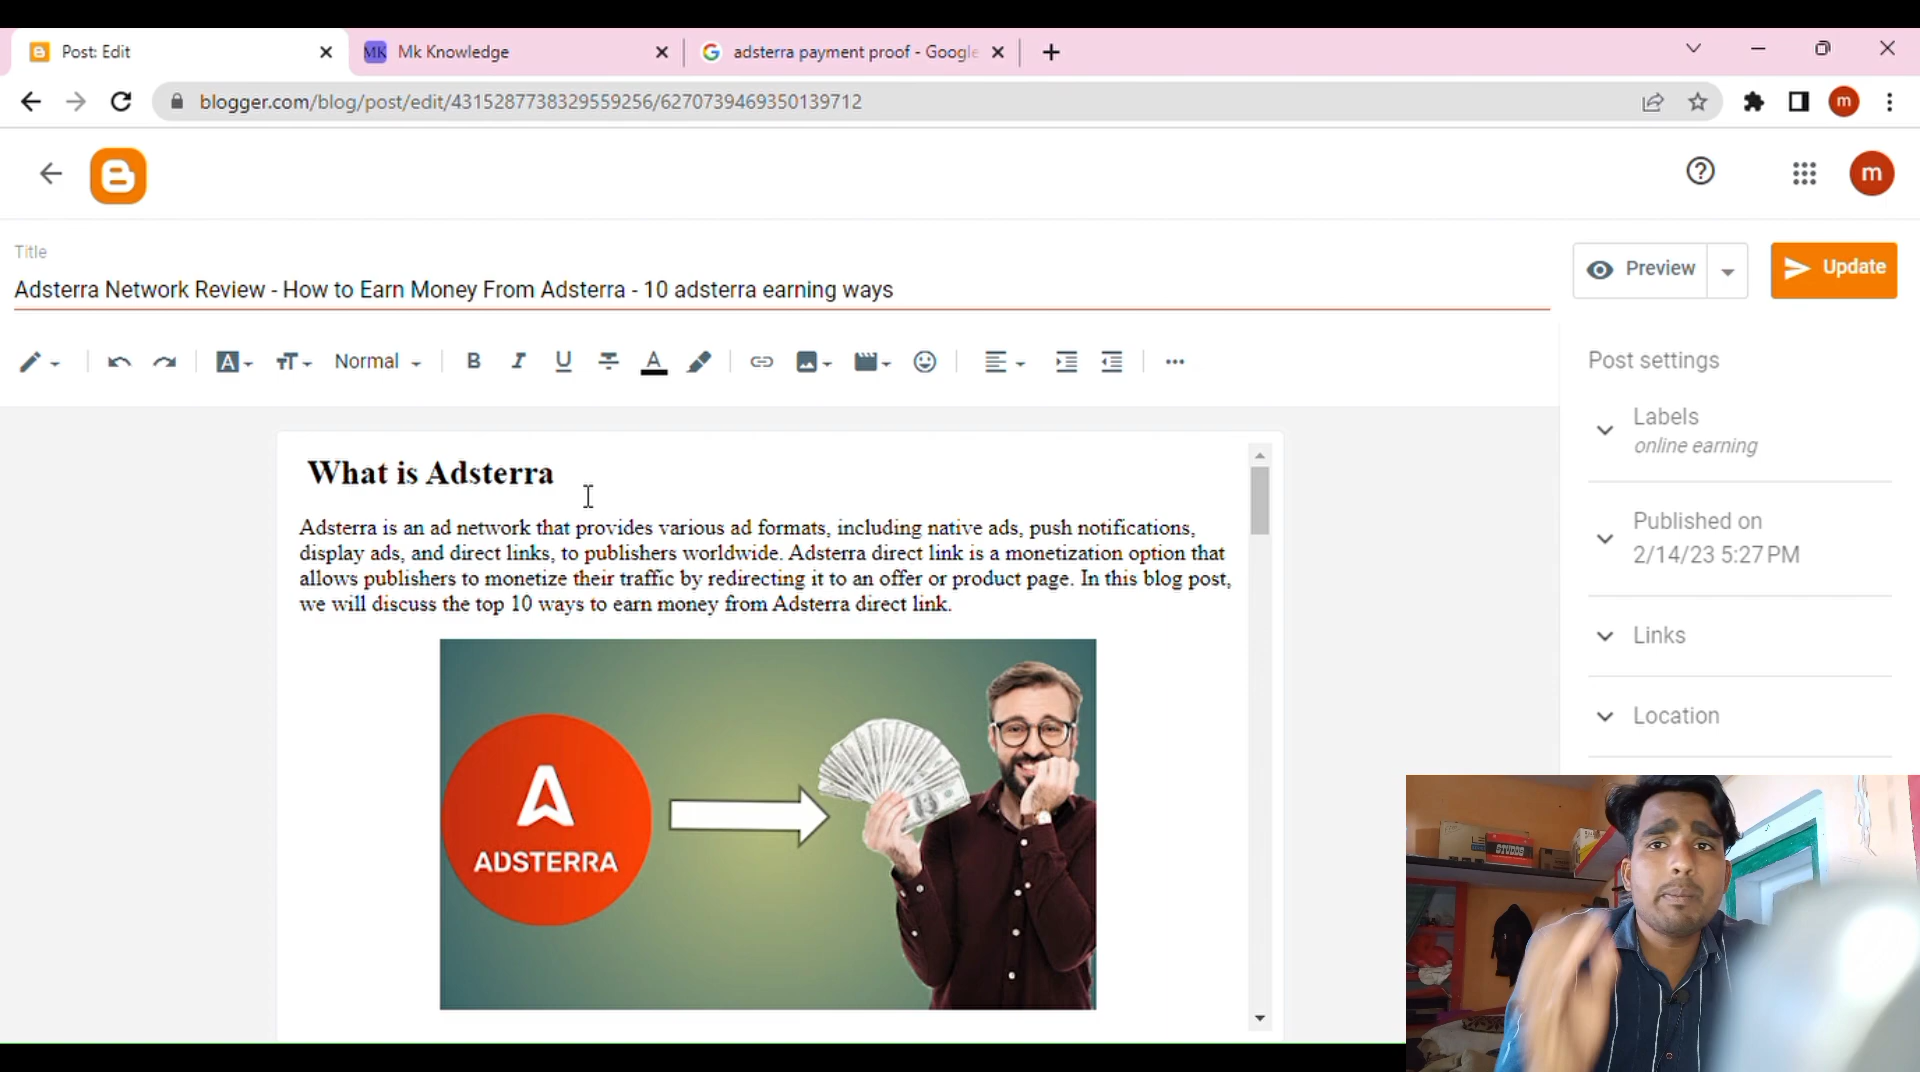 Post: Edit
MK Mk Knowledge
adsterra payment proof - Google
blogger.com/blog/post/edit/4315287738329559256/6270739469350139712
m
m
Title
Adsterra Network Review - How to Earn Money From Adsterra - 10 adsterra earning ways
Preview
Update
Normal
Post settings
Labels
online earning
Published on
2/14/23 5:27 PM
Links
Location
What is Adsterra
Adsterra is an ad network that provides various ad formats, including native ads, push notifications,
display ads, and direct links, to publishers worldwide. Adsterra direct link is a monetization option that
allows publishers to monetize their traffic by redirecting it to an offer or product page. In this blog post,
we will discuss the top 10 ways to earn money from Adsterra direct link.
ADSTERRA
STUDDS